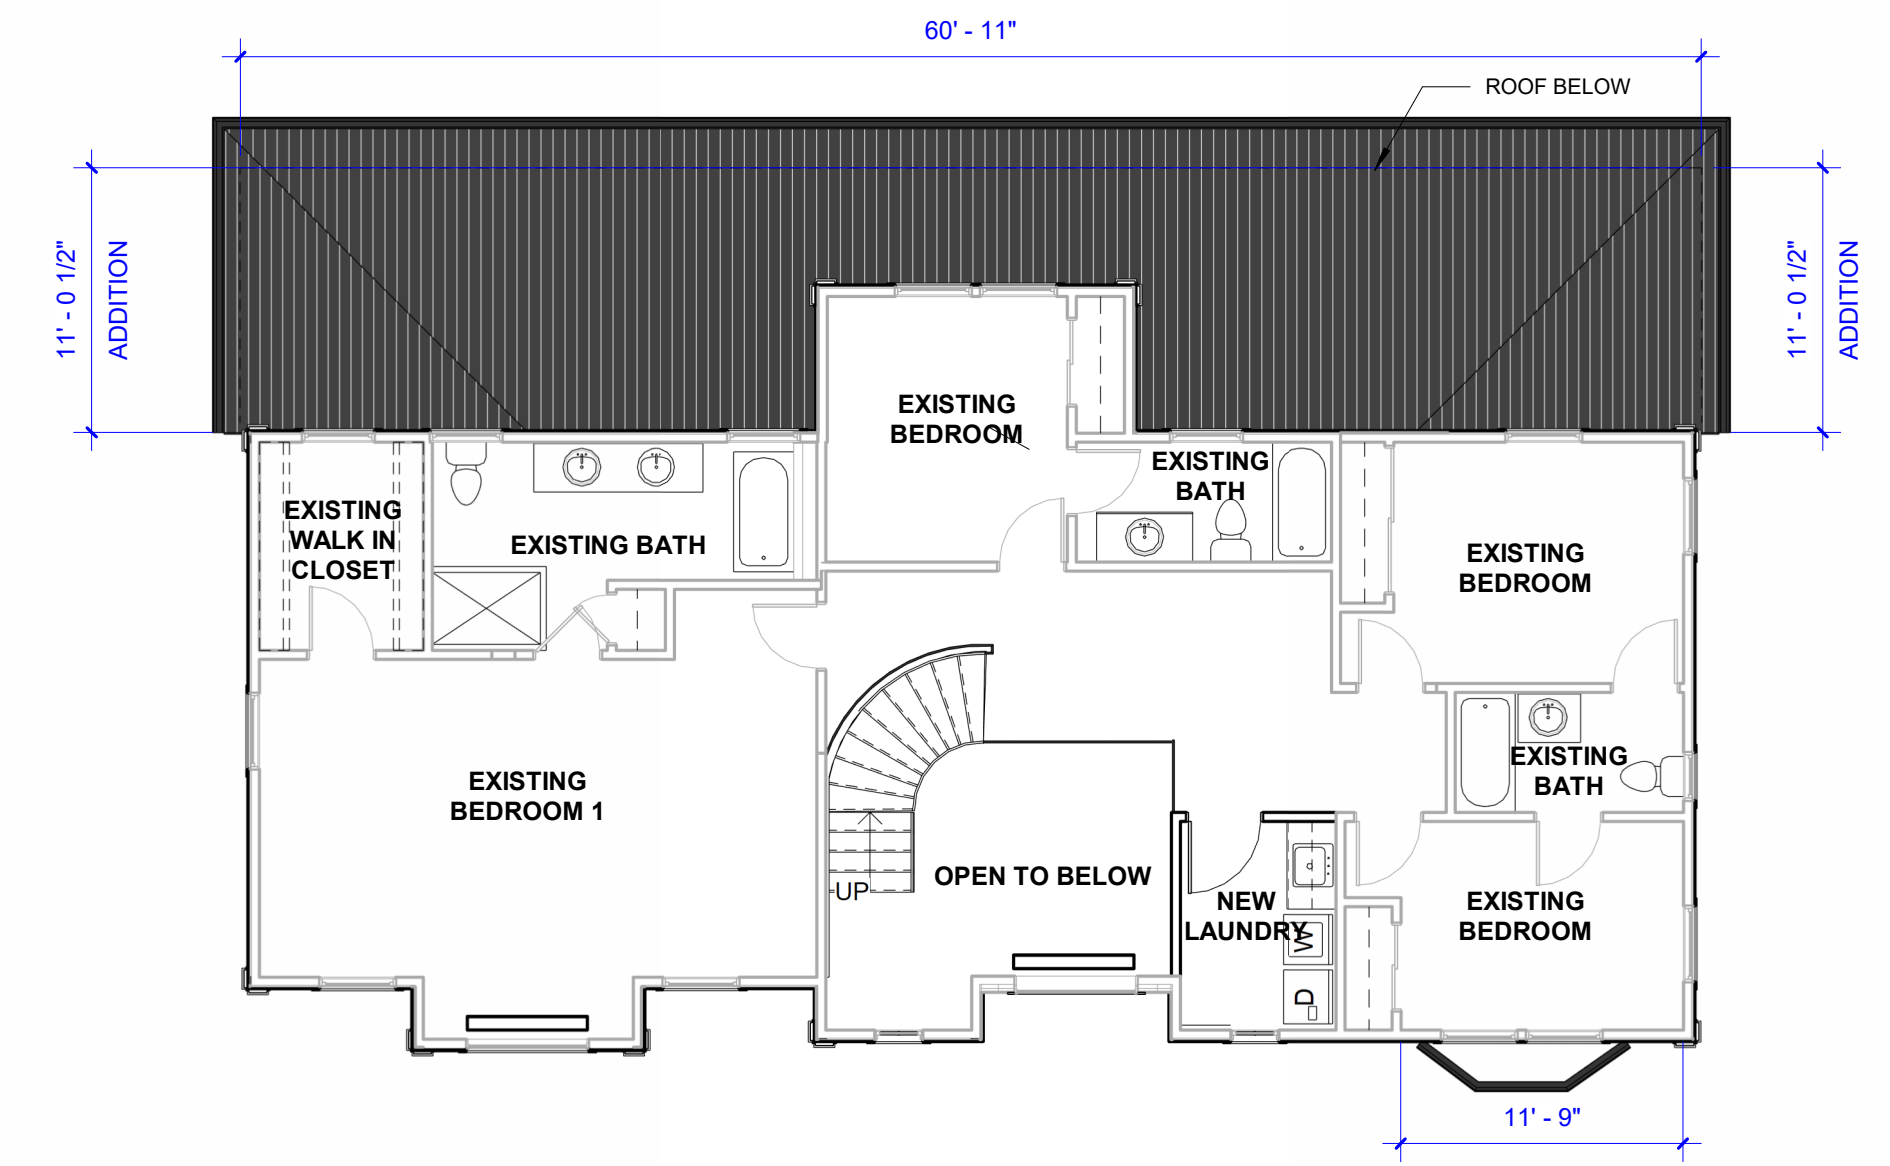 60' - 11"
ROOF BELOW
11' - 0 1/2"
ADDITION
11' - 0 1/2"
ADDITION
EXISTING
BEDROOM
EXISTING
BATH
EXISTING
WALK IN
CLOSET
EXISTING BATH
EXISTING
BEDROOM
EXISTING
BEDROOM 1
EXISTING
BATH
OPEN TO BELOW
UP
NEW
LAUNDRY
W
D
EXISTING
BEDROOM
11' - 9"